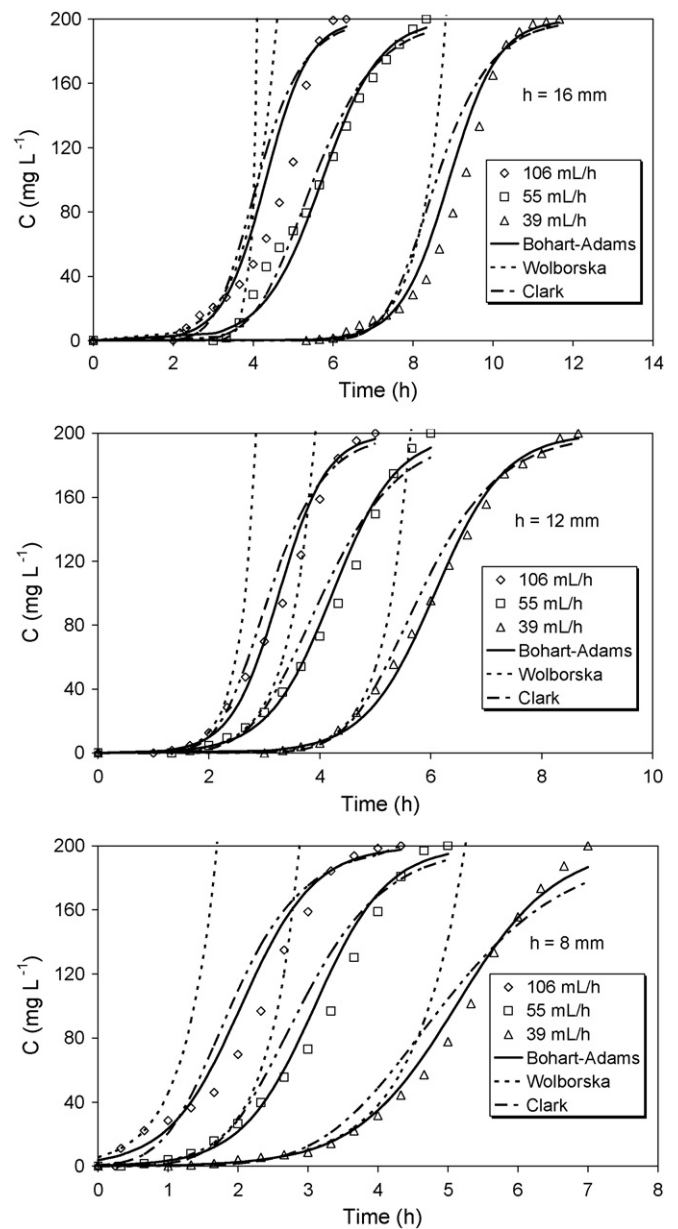 200
160
120
80
40
0
C (mg L⁻¹)
h = 16 mm
106 mL/h
55 mL/h
39 mL/h
Bohart-Adams
Wolborska
Clark
0 2 4 6 8 10 12 14
Time (h)
200
160
120
80
40
0
C (mg L⁻¹)
h = 12 mm
106 mL/h
55 mL/h
39 mL/h
Bohart-Adams
Wolborska
Clark
0 2 4 6 8 10
Time (h)
200
160
120
80
40
0
C (mg L⁻¹)
h = 8 mm
106 mL/h
55 mL/h
39 mL/h
Bohart-Adams
Wolborska
Clark
0 1 2 3 4 5 6 7 8
Time (h)